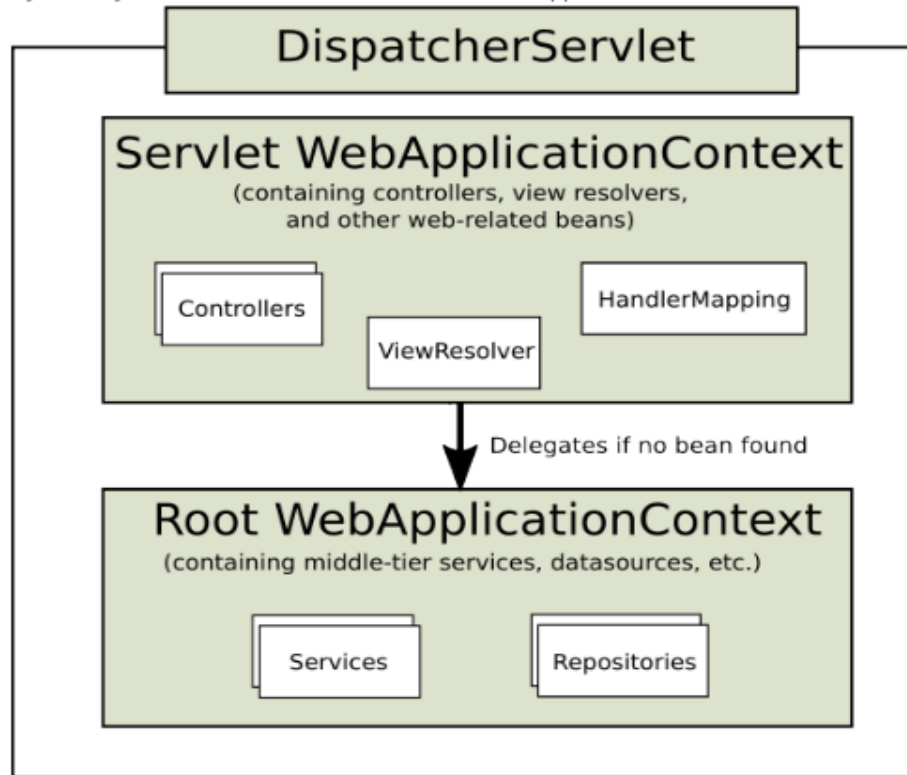 DispatcherServlet
Servlet WebApplicationContext
(containing controllers, view resolvers,
and other web-related beans)
Controllers
HandlerMapping
ViewResolver
Delegates if no bean found
Root WebApplicationContext
(containing middle-tier services, datasources, etc.)
Services
Repositories